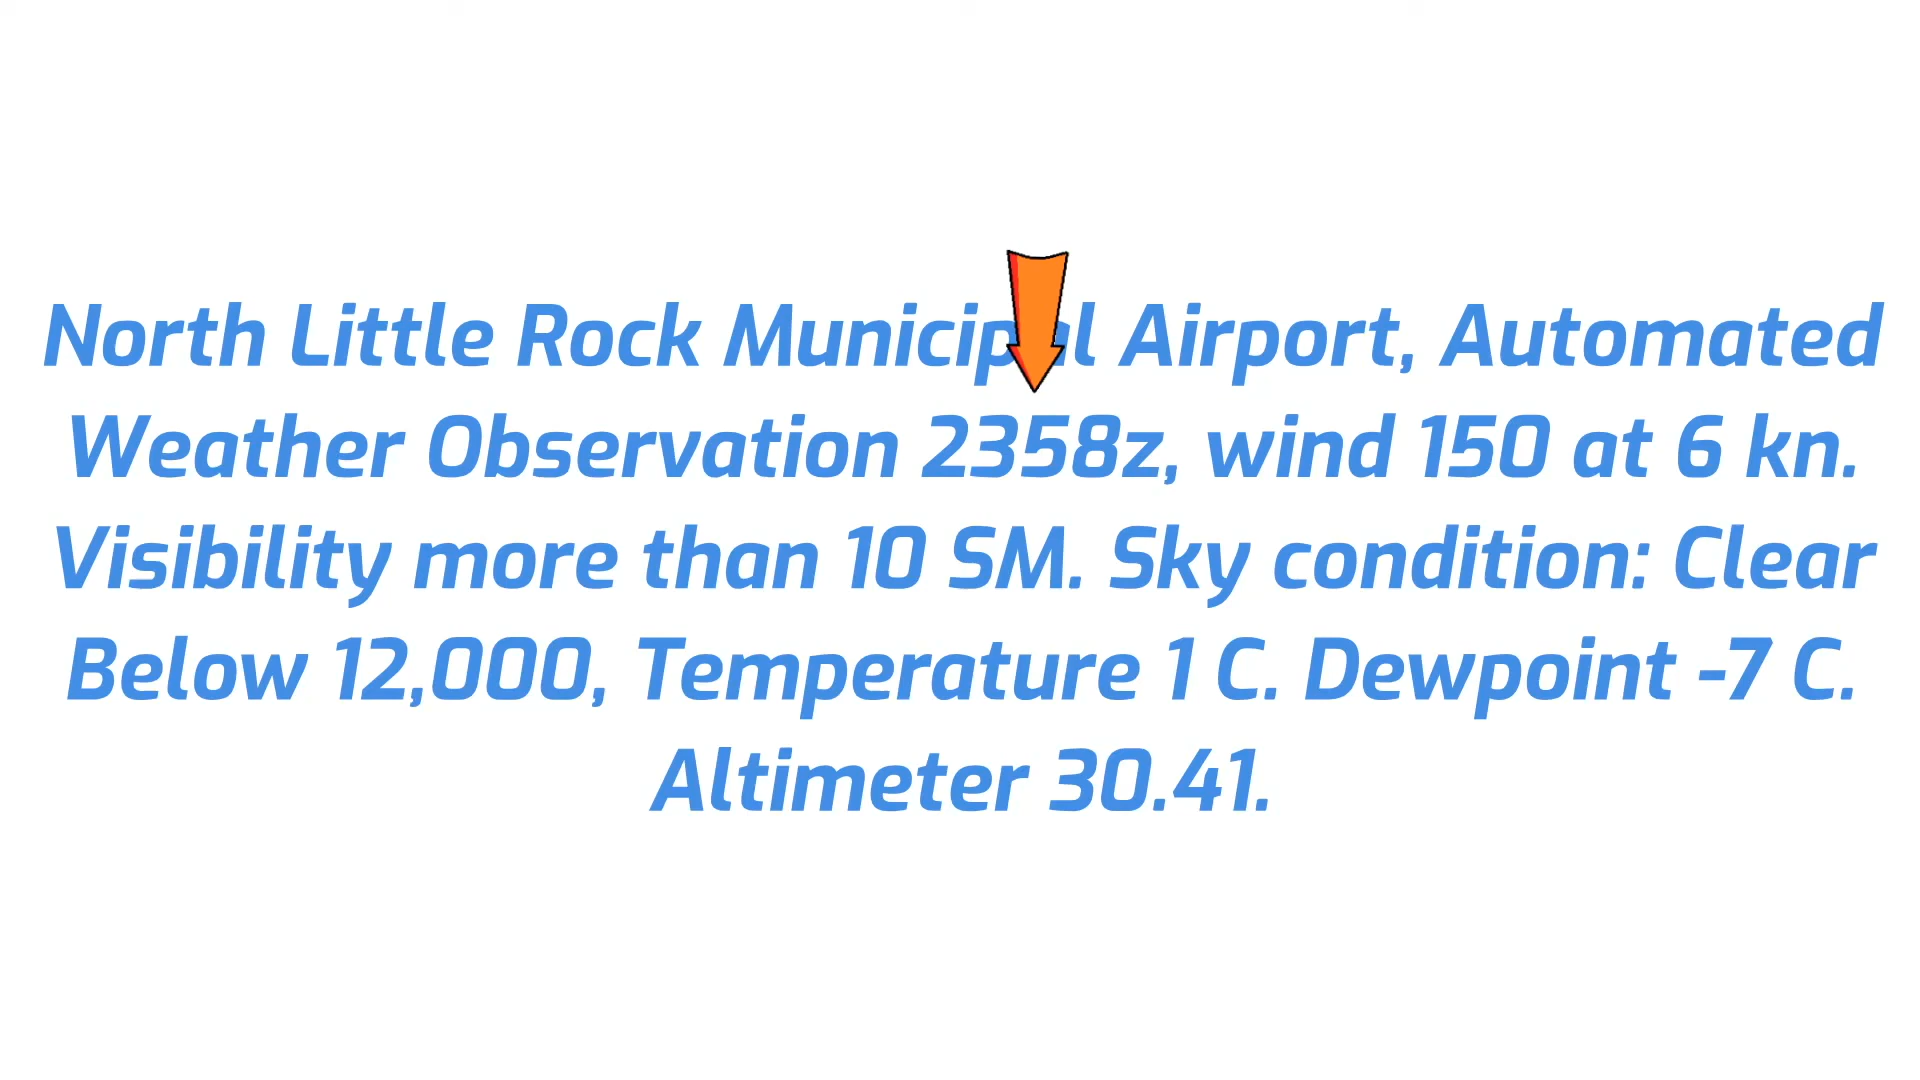 North Little Rock Municipal Airport, Automated
Weather Observation 2358z, wind 150 at 6 kn.
Visibility more than 10 SM. Sky condition: Clear
Below 12,000, Temperature 1 C. Dewpoint -7 C.
Altimeter 30.41.